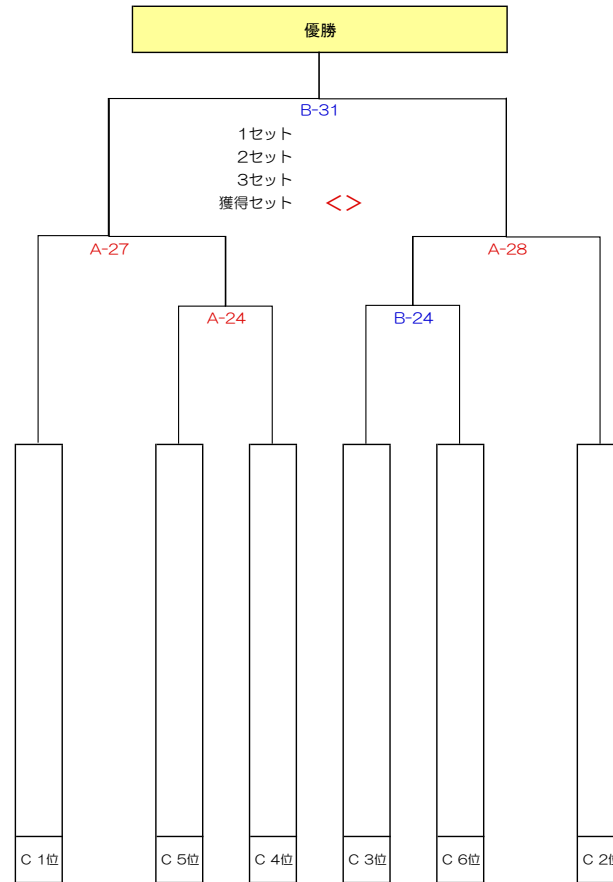 優勝
B-31
1セット
2セット
3セット
獲得セット <>
A-27 A-28
A-24 B-24
C 1位 C 5位 C 4位 C 3位 C 6位 C 2位